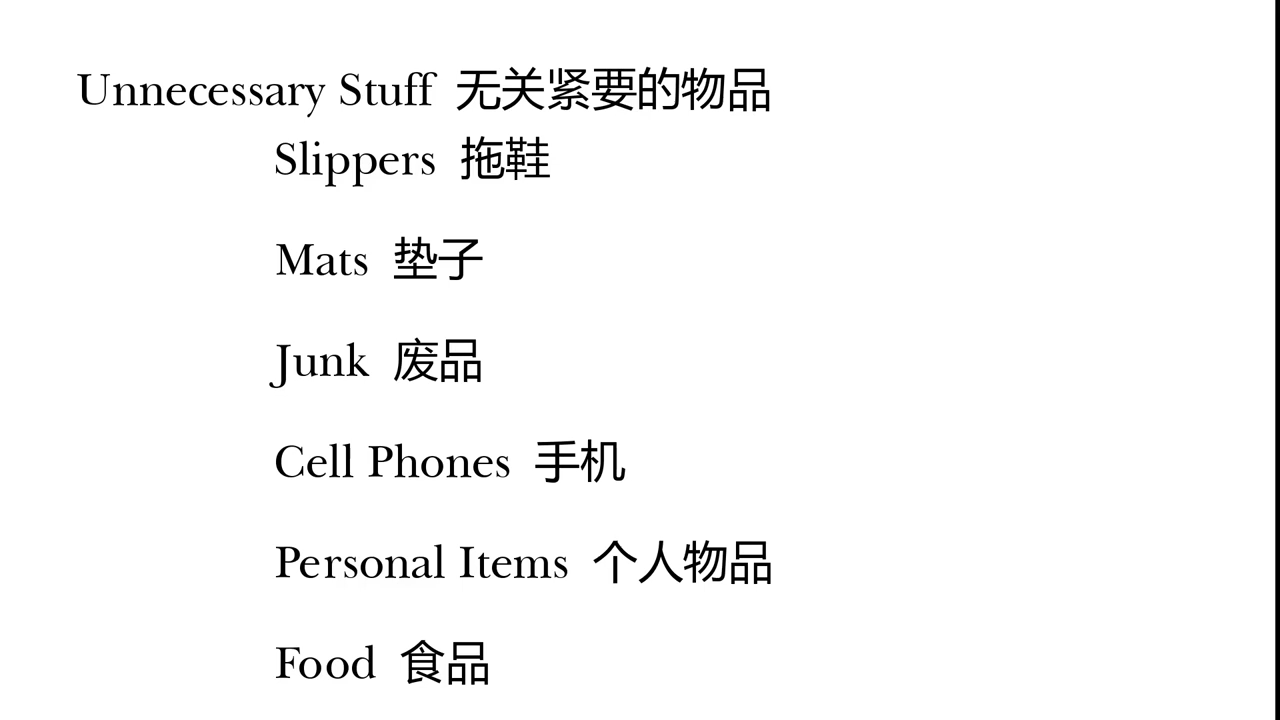 Unnecessary Stuff 无关紧要的物品
Slippers 拖鞋
Mats 垫子
Junk 废品
Cell Phones 手机
Personal Items 个人物品
Food 食品